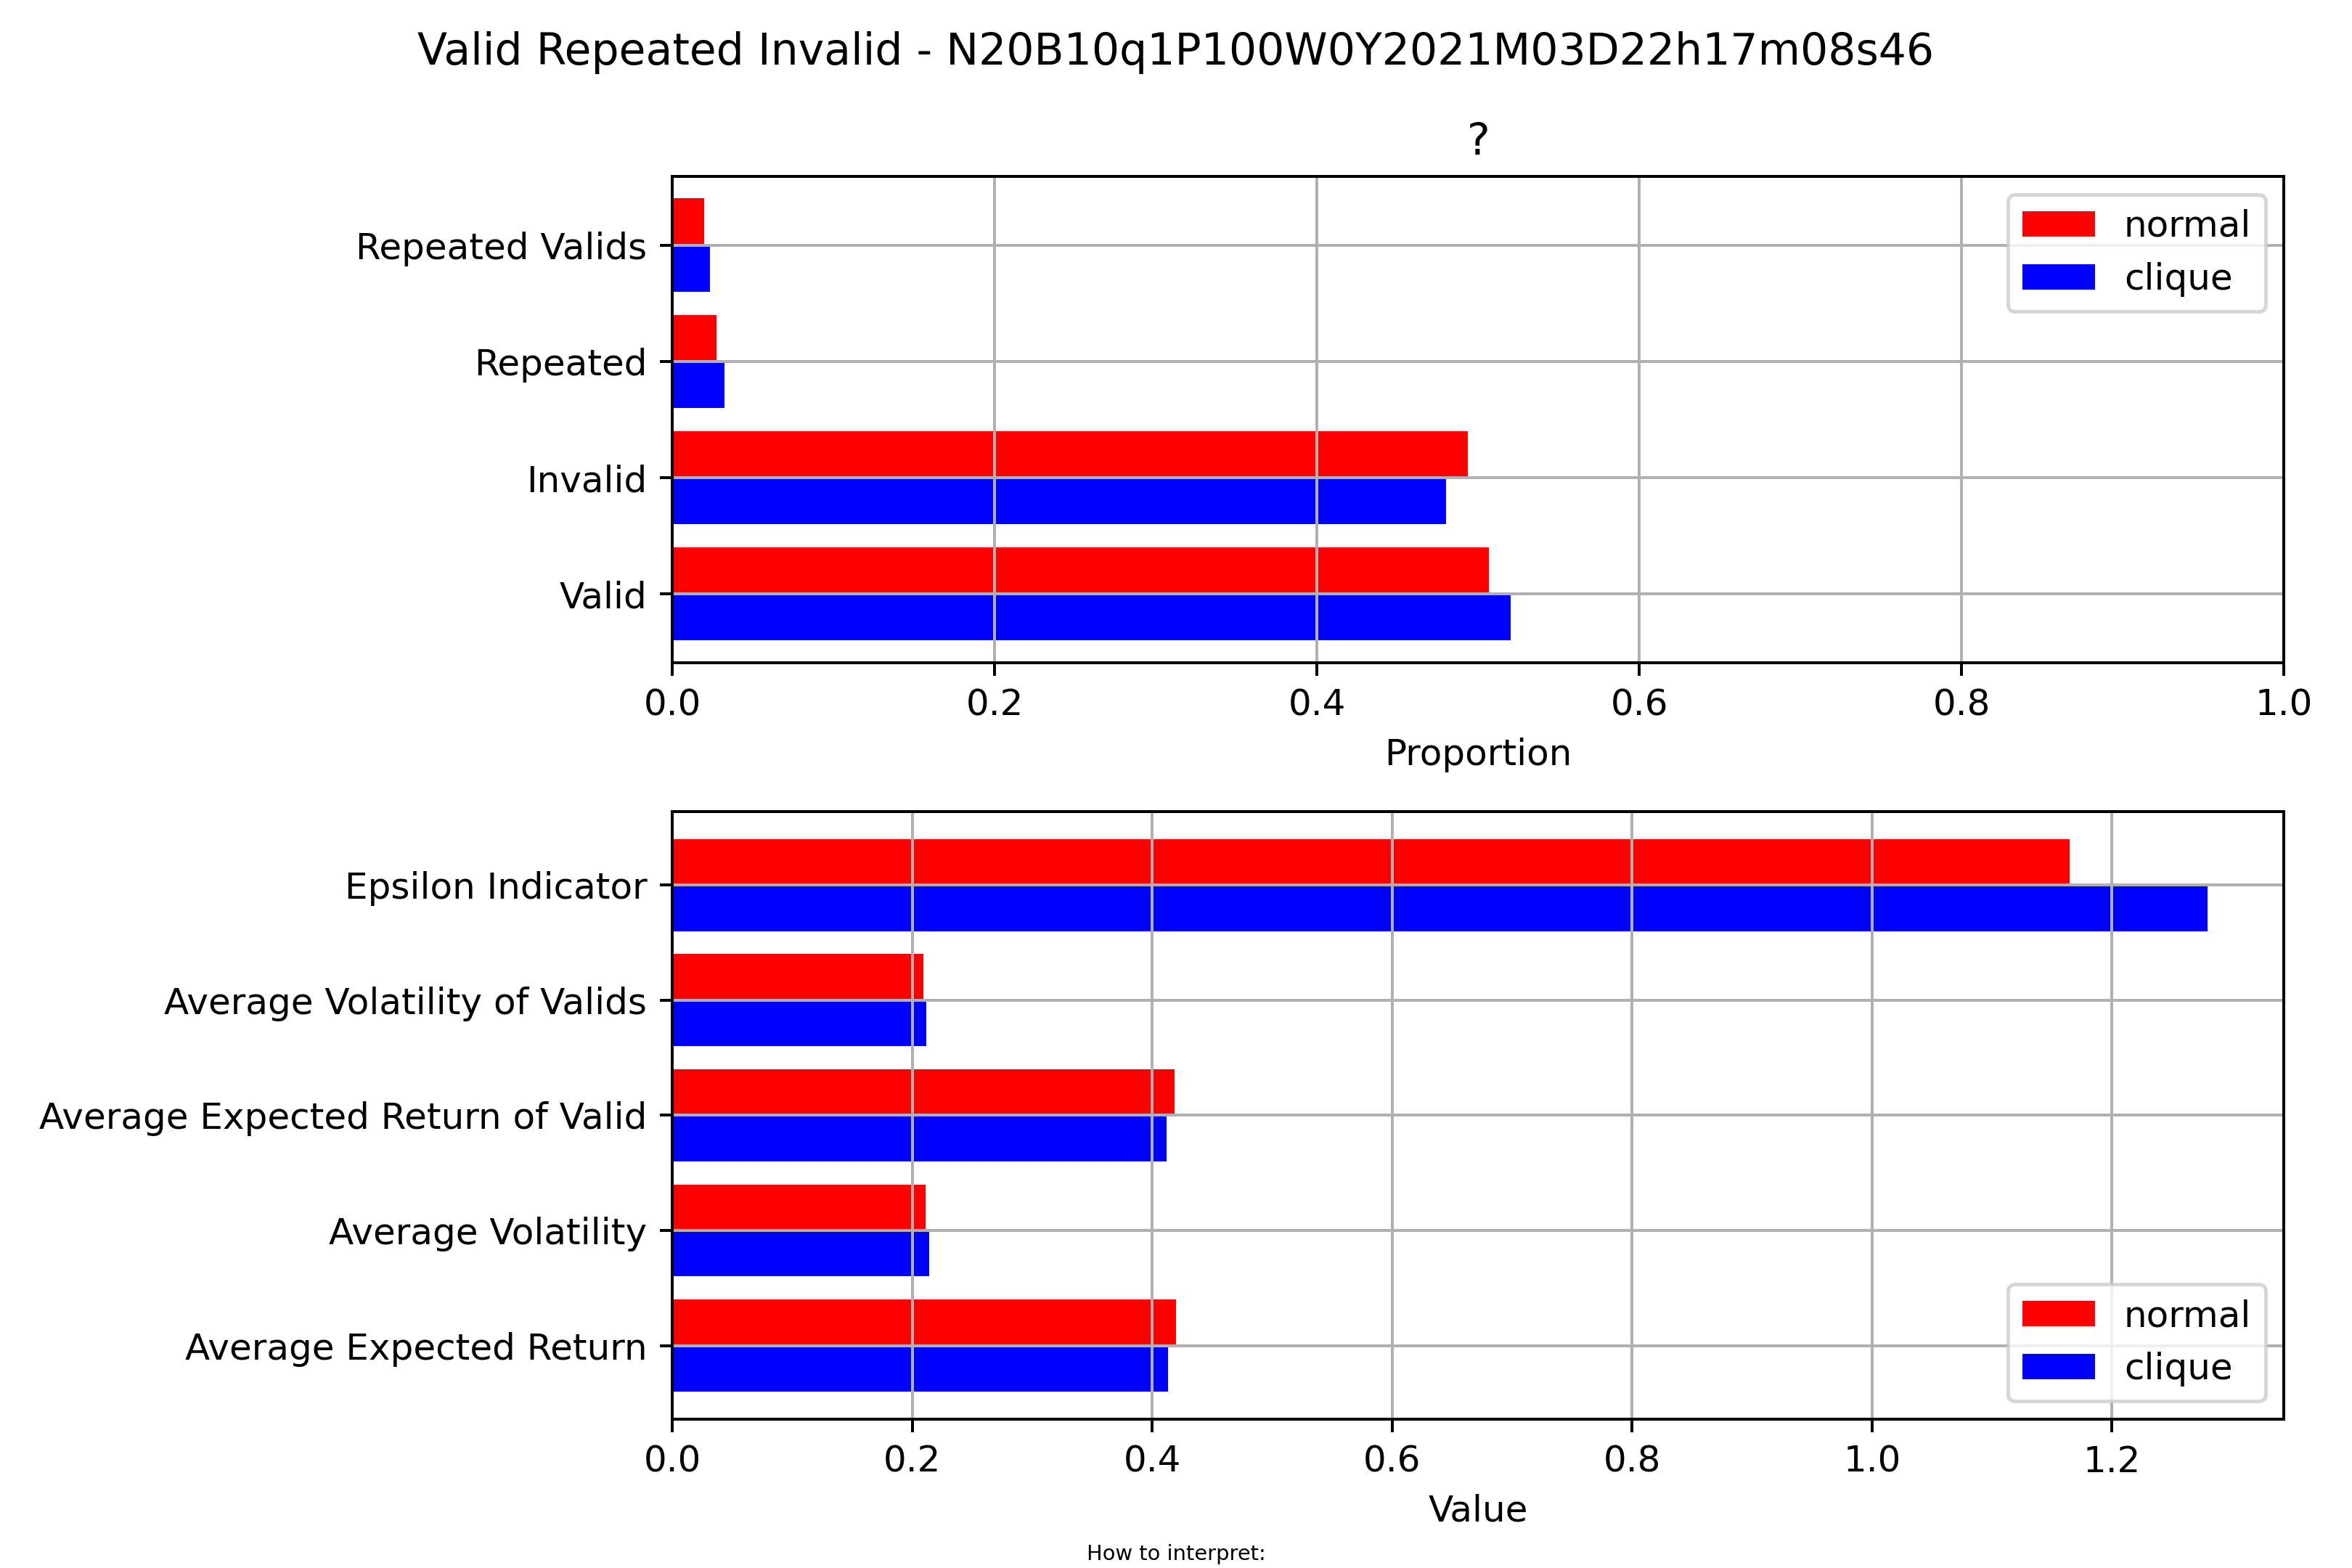 Valid Repeated Invalid - N20B10q1P100W0Y2021M03D22h17m08s46
?
normal
clique
Repeated Valids
Repeated
Invalid
Valid
0.0 0.2 0.4 0.6 0.8 1.0
Proportion
Epsilon Indicator
Average Volatility of Valids
Average Expected Return of Valid
Average Volatility
Average Expected Return
normal
clique
0.0 0.2 0.4 0.6 0.8 1.0 1.2
Value
How to interpret: